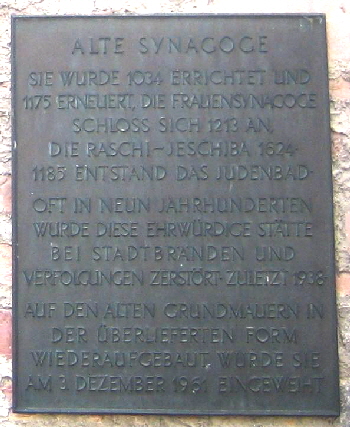 ALTE SYNAGOGE
SIE WURDE 1034 ERRICHTET UND
1175 ERNEUERT, DIE FRAUENSYNAGOGE
SCHLOSS SICH 1213 AN,
DIE RASCHI-JESCHIBA 1624·
1185 ENTSTAND DAS JUDENBAD·
OFT IN NEUN JAHRHUNDERTEN
WURDE DIESE EHRWÜRDIGE STÄTTE
BEI STADTBRÄNDEN UND
VERFOLGUNGEN ZERSTÖRT·ZULETZT 1938·
AUF DEN ALTEN GRUNDMAUERN IN
DER ÜBERLIEFERTEN FORM
WIEDERAUFGEBAUT, WURDE SIE
AM 3. DEZEMBER 1961 EINGEWEIHT